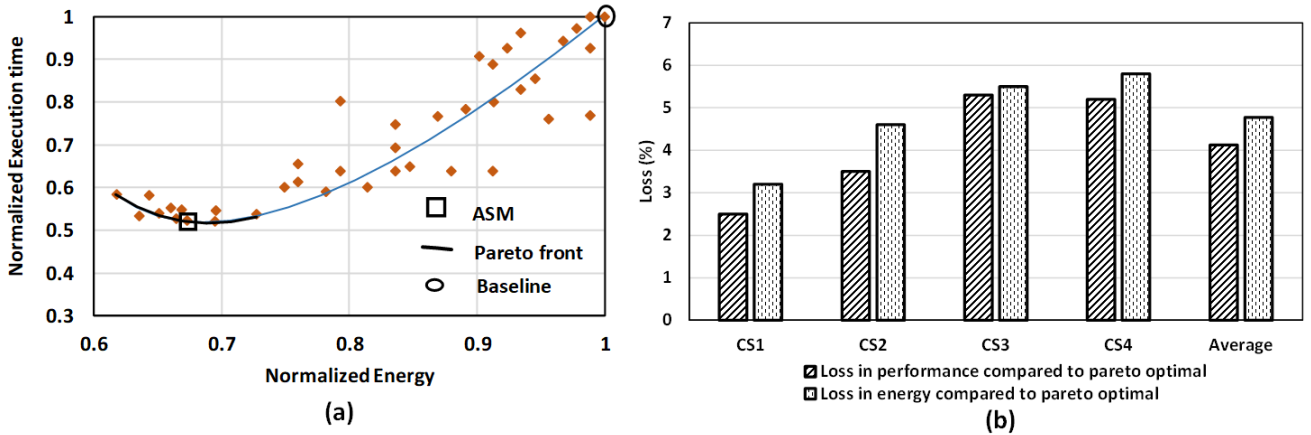 Normalized Execution time
1
0.9
0.8
0.7
0.6
0.5
0.4
0.3
0.6 0.7 0.8 0.9 1
Normalized Energy
ASM
Pareto front
Baseline
(a)
Loss (%)
7
6
5
4
3
2
1
0
CS1 CS2 CS3 CS4 Average
Loss in performance compared to pareto optimal
Loss in energy compared to pareto optimal
(b)